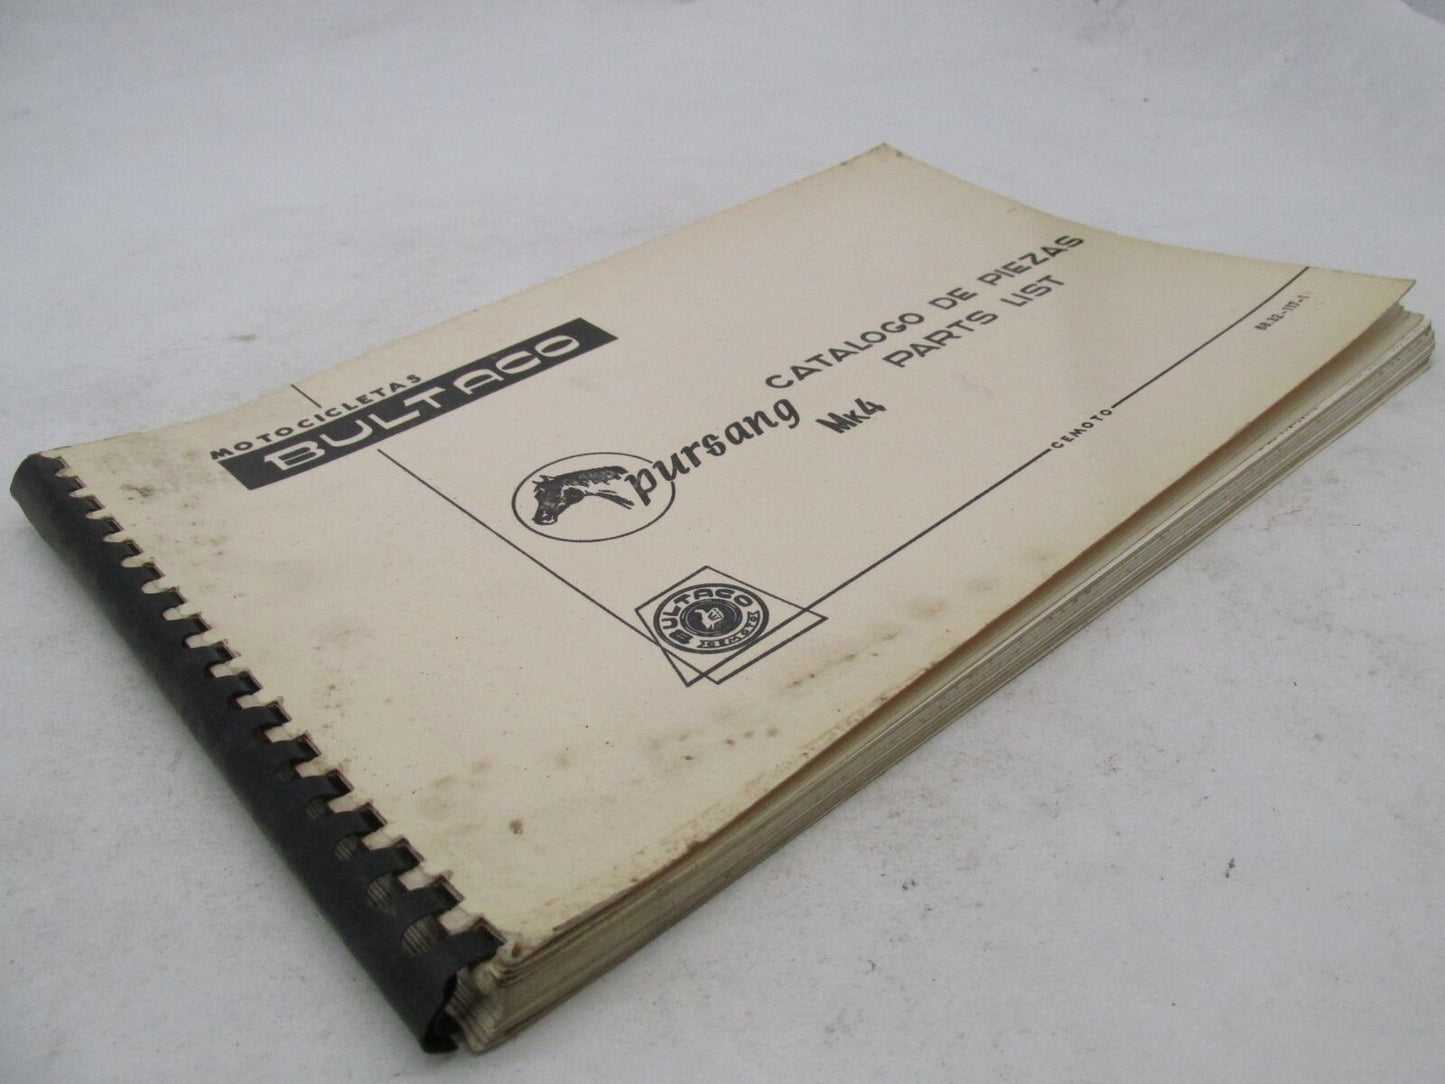 MOTOCICLETAS
BULTACO
CATALOGO DE PIEZAS
PARTS LIST
pursang
MK4
BULTACO
CEMOTO